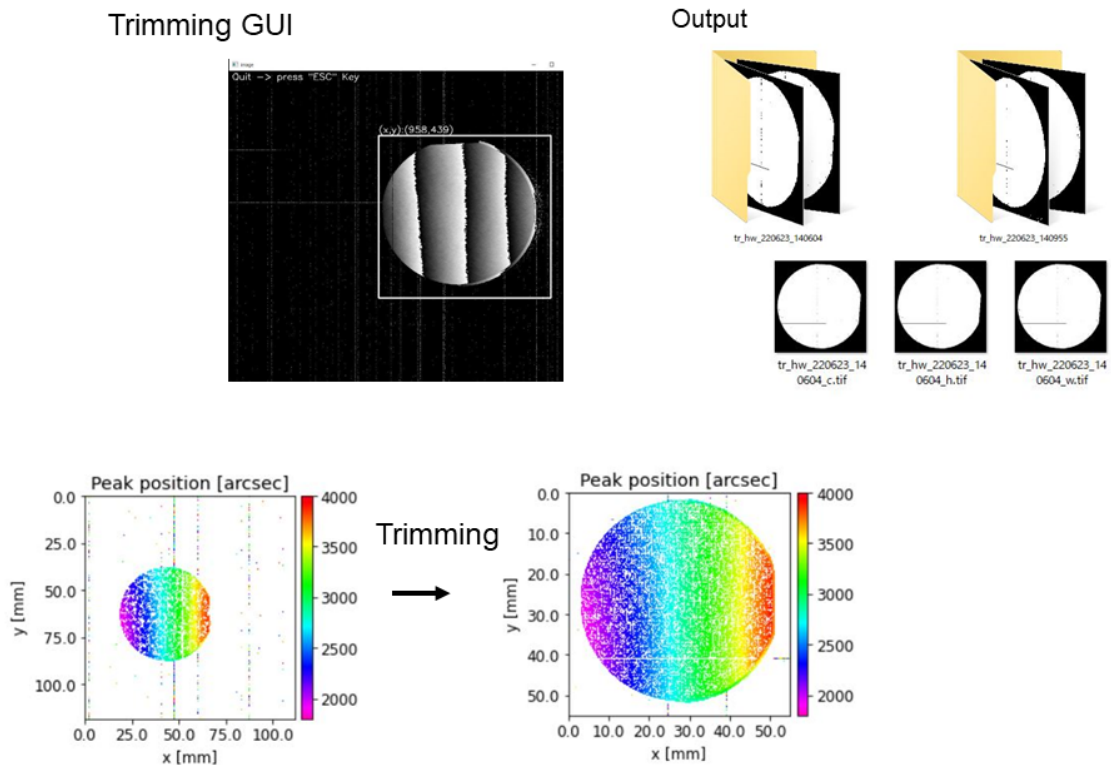 Trimming GUI
Output
image
Quit -> press "ESC" Key
(x,y):(958,439)
tr_hw_220623_140604
tr_hw_220623_140955
tr_hw_220623_14
0604_c.tif
tr_hw_220623_14
0604_h.tif
tr_hw_220623_14
0604_w.tif
Peak position [arcsec]
0.0
25.0
50.0
75.0
100.0
y [mm]
0.0 25.0 50.0 75.0 100.0
x [mm]
4000
3500
3000
2500
2000
Trimming
Peak position [arcsec]
0.0
10.0
20.0
30.0
40.0
50.0
y [mm]
0.0 10.0 20.0 30.0 40.0 50.0
x [mm]
4000
3500
3000
2500
2000